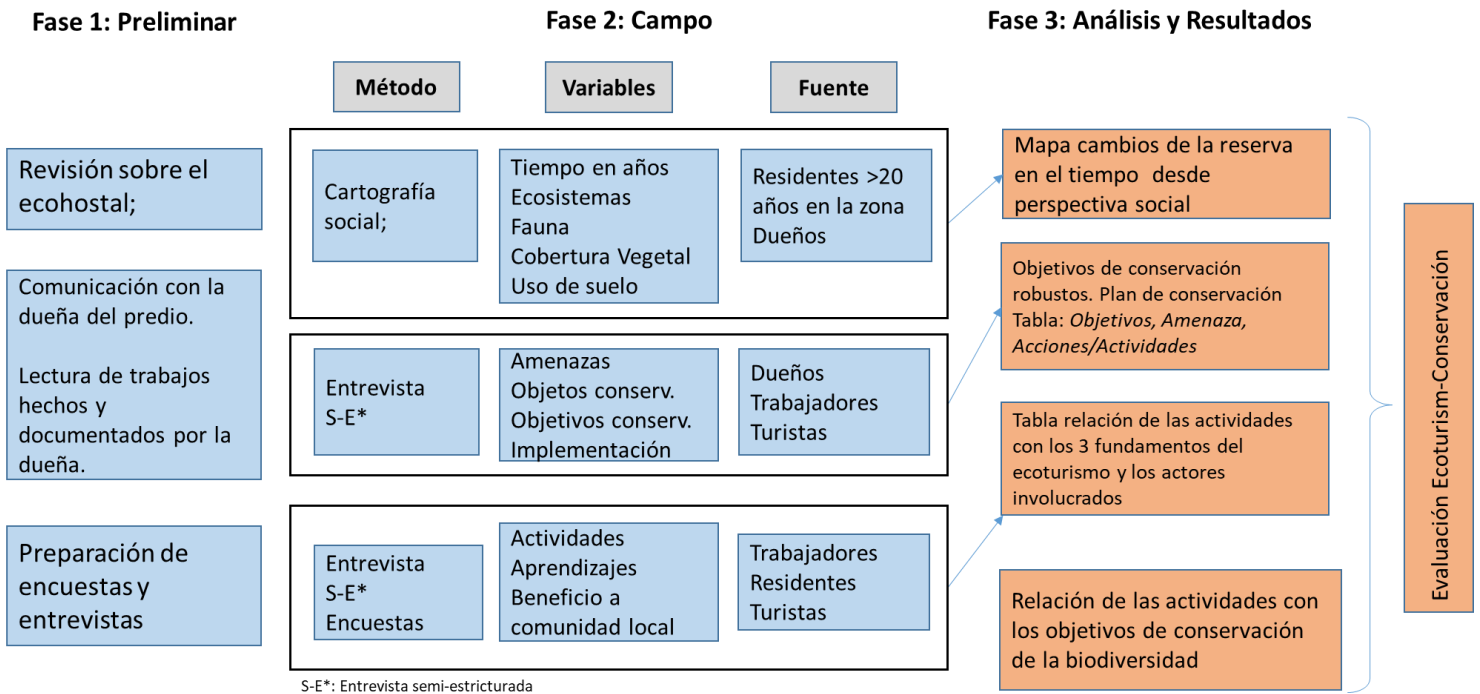 Fase 1: Preliminar
Fase 2: Campo
Fase 3: Análisis y Resultados
Método
Variables
Fuente
Revisión sobre el
ecohostal;
Comunicación con la
dueña del predio.
Lectura de trabajos
hechos y
documentados por la
dueña.
Preparación de
encuestas y
entrevistas
Cartografía
social;
Tiempo en años
Ecosistemas
Fauna
Cobertura Vegetal
Uso de suelo
Residentes >20
años en la zona
Dueños
Entrevista
S-E*
Amenazas
Objetos conserv.
Objetivos conserv.
Implementación
Dueños
Trabajadores
Turistas
Entrevista
S-E*
Encuestas
Actividades
Aprendizajes
Beneficio a
comunidad local
Trabajadores
Residentes
Turistas
S-E*: Entrevista semi-estricturada
Mapa cambios de la reserva
en el tiempo desde
perspectiva social
Objetivos de conservación
robustos. Plan de conservación
Tabla: Objetivos, Amenaza,
Acciones/Actividades
Tabla relación de las actividades
con los 3 fundamentos del
ecoturismo y los actores
involucrados
Relación de las actividades con
los objetivos de conservación
de la biodiversidad
Evaluación Ecoturism-Conservación